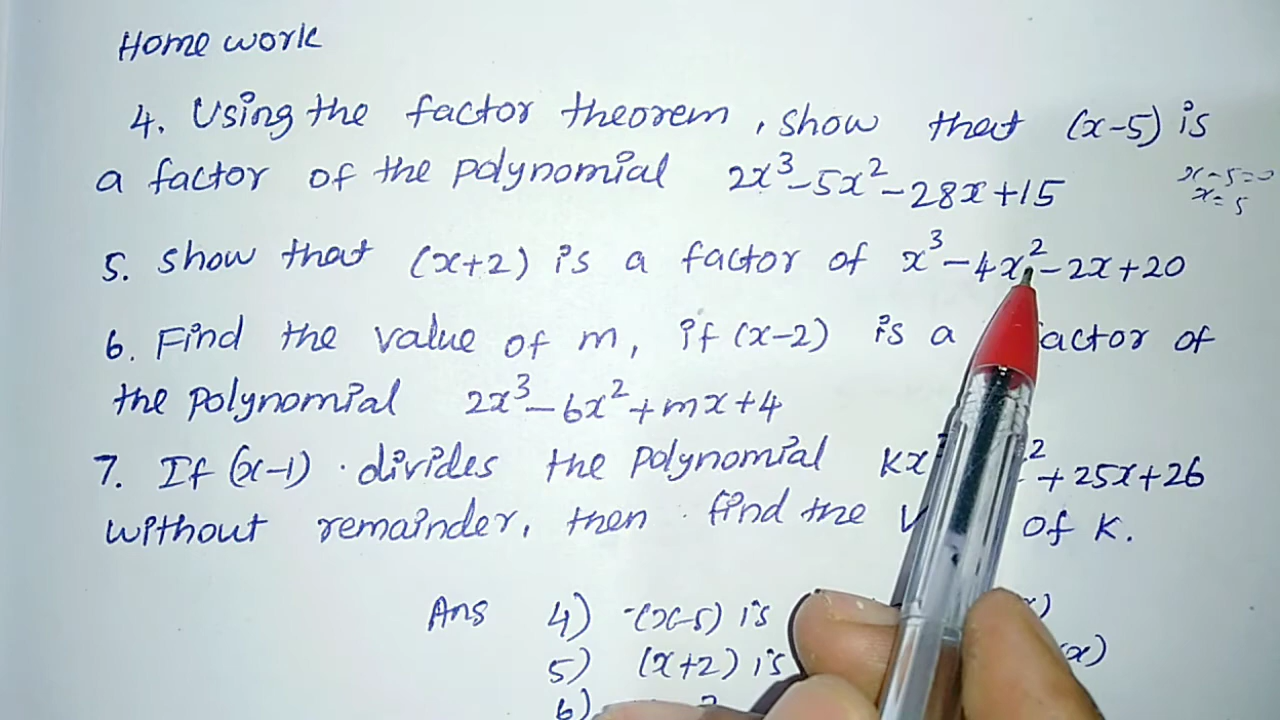 Home work
4. Using the factor theorem, show that (x-5) is
a factor of the polynomial 2x³-5x²-28x+15
x-5=0
x=5
5. show that (x+2) is a factor of x³-4x²-2x+20
6. Find the value of m, if (x-2) is a factor of
the polynomial 2x³-6x²+mx+4
7. If (x-1) divides the polynomial Kx ² +25x+26
without remainder, then find the of K.
Ans 4) (x-5) is
5) (x+2) is
6)